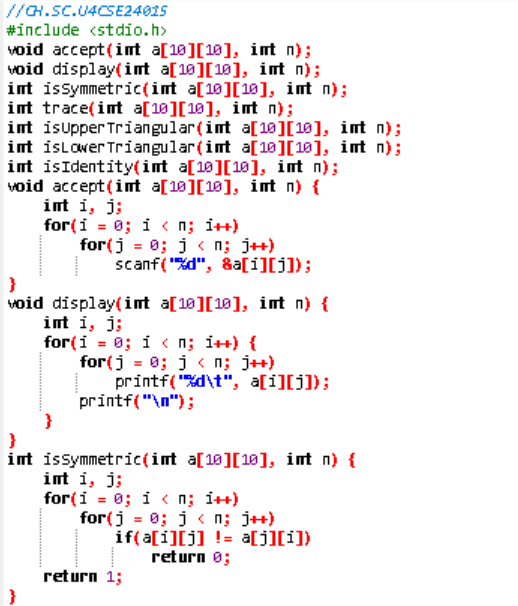 //CH.SC.U4CSE24015
#include <stdio.h>
void accept(int a[10][10], int n);
void display(int a[10][10], int n);
int isSymmetric(int a[10][10], int n);
int trace(int a[10][10], int n);
int isUpperTriangular(int a[10][10], int n);
int isLowerTriangular(int a[10][10], int n);
int isIdentity(int a[10][10], int n);
void accept(int a[10][10], int n) {
    int i, j;
    for(i = 0; i < n; i++)
        for(j = 0; j < n; j++)
            scanf("%d", &a[i][j]);
}
void display(int a[10][10], int n) {
    int i, j;
    for(i = 0; i < n; i++) {
        for(j = 0; j < n; j++)
            printf("%d\t", a[i][j]);
        printf("\n");
    }
}
int isSymmetric(int a[10][10], int n) {
    int i, j;
    for(i = 0; i < n; i++)
        for(j = 0; j < n; j++)
            if(a[i][j] != a[j][i])
                return 0;
    return 1;
}